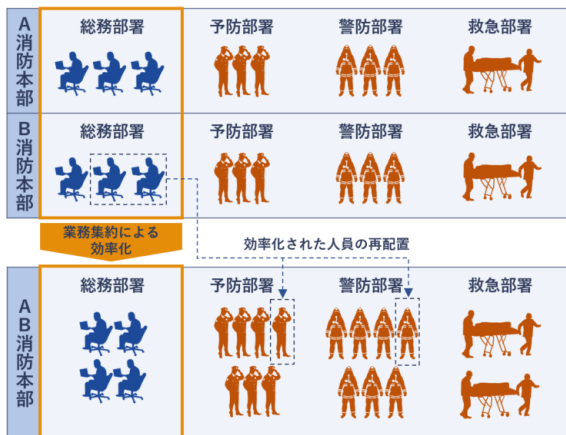 A消防本部
総務部署
予防部署
警防部署
救急部署
B消防本部
総務部署
予防部署
警防部署
救急部署
業務集約による
効率化
効率化された人員の再配置
AB消防本部
総務部署
予防部署
警防部署
救急部署